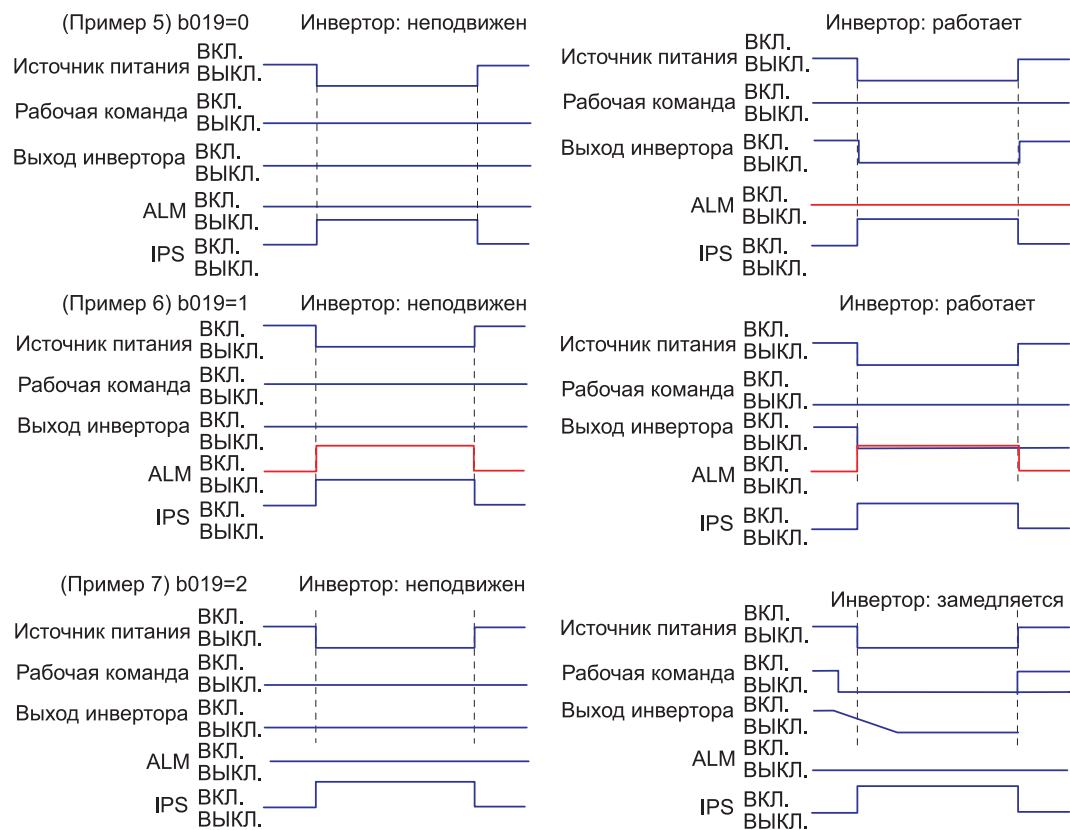 (Пример 5) b019=0
Инвертор: неподвижен
Источник питания
ВКЛ.
ВЫКЛ.
Рабочая команда
ВКЛ.
ВЫКЛ.
Выход инвертора
ВКЛ.
ВЫКЛ.
ALM
ВКЛ.
ВЫКЛ.
IPS
ВКЛ.
ВЫКЛ.
Инвертор: работает
Источник питания
ВКЛ.
ВЫКЛ.
Рабочая команда
ВКЛ.
ВЫКЛ.
Выход инвертора
ВКЛ.
ВЫКЛ.
ALM
ВКЛ.
ВЫКЛ.
IPS
ВКЛ.
ВЫКЛ.
(Пример 6) b019=1
Инвертор: неподвижен
Источник питания
ВКЛ.
ВЫКЛ.
Рабочая команда
ВКЛ.
ВЫКЛ.
Выход инвертора
ВКЛ.
ВЫКЛ.
ALM
ВКЛ.
ВЫКЛ.
IPS
ВКЛ.
ВЫКЛ.
Инвертор: работает
Источник питания
ВКЛ.
ВЫКЛ.
Рабочая команда
ВКЛ.
ВЫКЛ.
Выход инвертора
ВКЛ.
ВЫКЛ.
ALM
ВКЛ.
ВЫКЛ.
IPS
ВКЛ.
ВЫКЛ.
(Пример 7) b019=2
Инвертор: неподвижен
Источник питания
ВКЛ.
ВЫКЛ.
Рабочая команда
ВКЛ.
ВЫКЛ.
Выход инвертора
ВКЛ.
ВЫКЛ.
ALM
ВКЛ.
ВЫКЛ.
IPS
ВКЛ.
ВЫКЛ.
Инвертор: замедляется
Источник питания
ВКЛ.
ВЫКЛ.
Рабочая команда
ВКЛ.
ВЫКЛ.
Выход инвертора
ВКЛ.
ВЫКЛ.
ALM
ВКЛ.
ВЫКЛ.
IPS
ВКЛ.
ВЫКЛ.